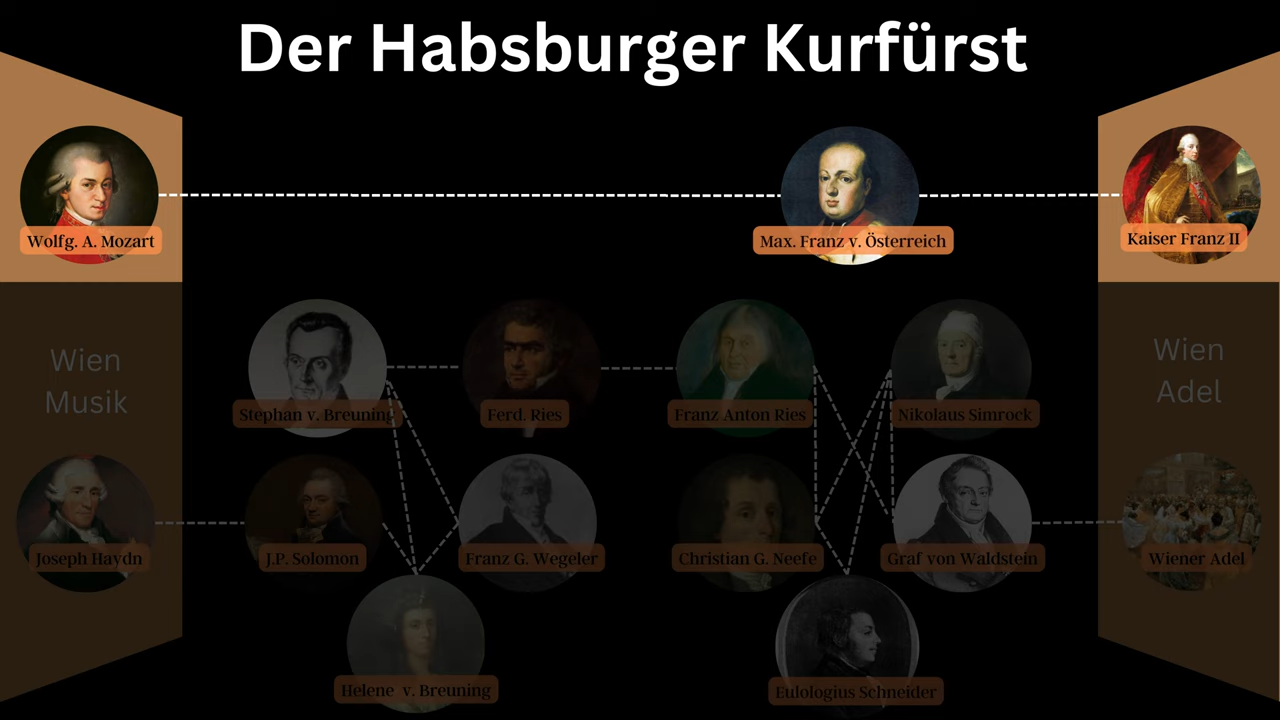 Der Habsburger Kurfürst
Wolfg. A. Mozart
Max. Franz v. Österreich
Kaiser Franz II
Wien
Musik
Wien
Adel
Stephan v. Breuning
Ferd. Ries
Franz Anton Ries
Nikolaus Simrock
Joseph Haydn
J.P. Solomon
Franz G. Wegeler
Christian G. Neefe
Graf von Waldstein
Wiener Adel
Helene v. Breuning
Eulologius Schneider